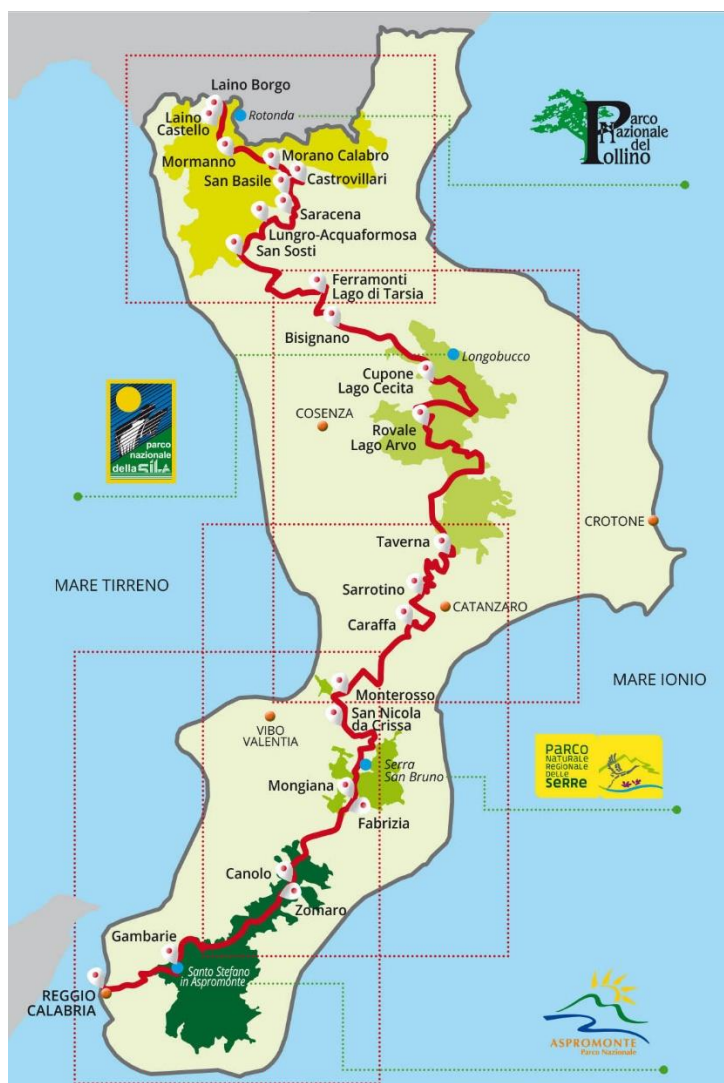 Laino Borgo
Laino
Castello
Rotonda
Parco
Nazionale
del
Pollino
Mormanno
Morano Calabro
San Basile
Castrovillari
Saracena
Lungro-Acquaformosa
San Sosti
Ferramonti
Lago di Tarsia
Bisignano
Longobucco
Cupone
Lago Cecita
parco
nazionale
della SILA
COSENZA
Rovale
Lago Arvo
CROTONE
Taverna
MARE TIRRENO
Sarrotino
CATANZARO
Caraffa
MARE IONIO
Monterosso
San Nicola
da Crissa
VIBO
VALENTIA
PARCO
NATURALE
REGIONALE
DELLE
SERRE
Serra
San Bruno
Mongiana
Fabrizia
Canolo
Zomaro
Gambarie
Santo Stefano
in Aspromonte
REGGIO
CALABRIA
ASPROMONTE
Parco Nazionale